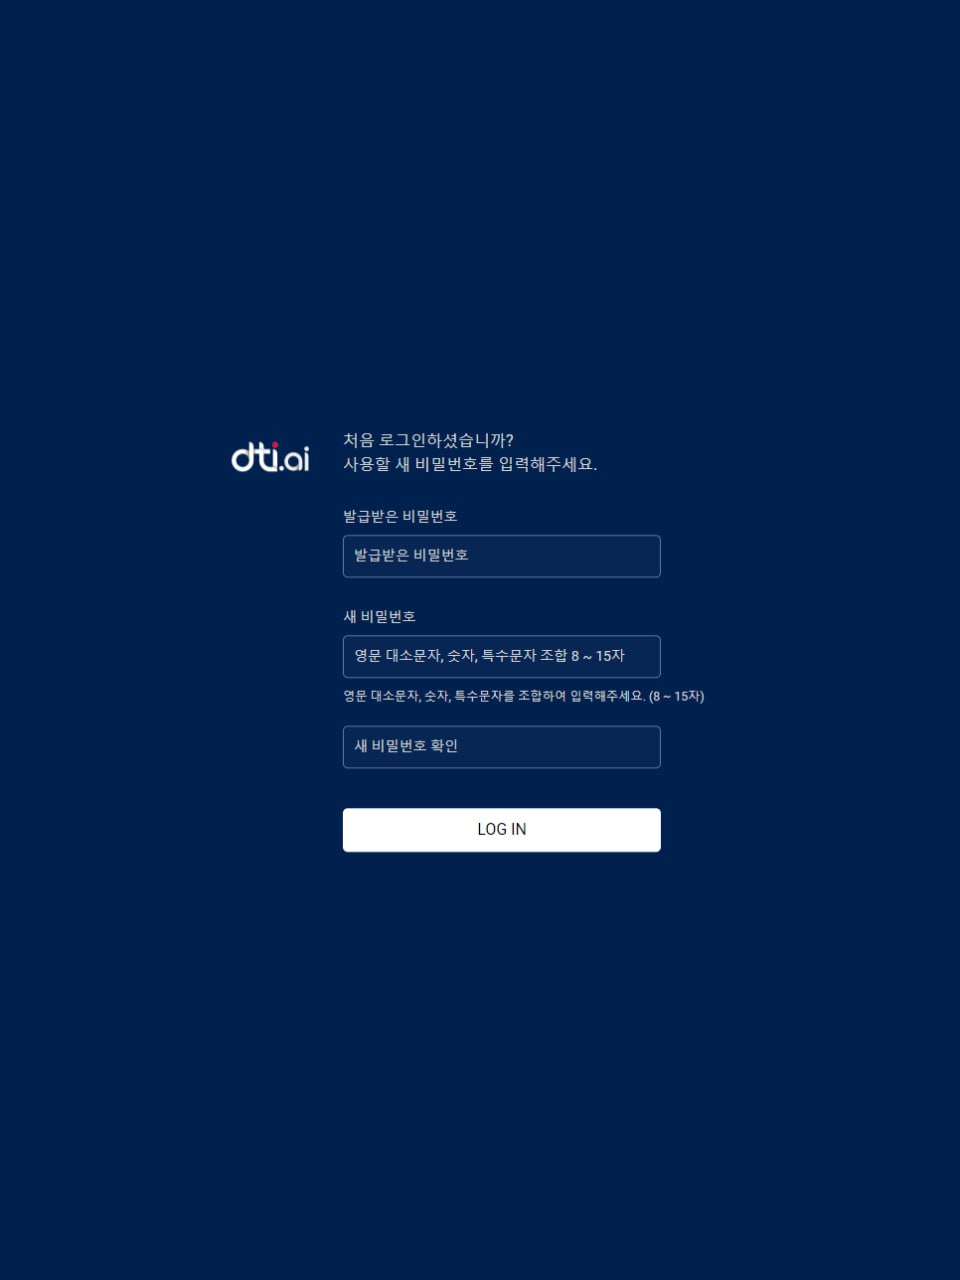 dti.ai
처음 로그인하셨습니까?
사용할 새 비밀번호를 입력해주세요.
발급받은 비밀번호
발급받은 비밀번호
새 비밀번호
영문 대소문자, 숫자, 특수문자 조합 8 ~ 15자
영문 대소문자, 숫자, 특수문자를 조합하여 입력해주세요. (8 ~ 15자)
새 비밀번호 확인
LOG IN